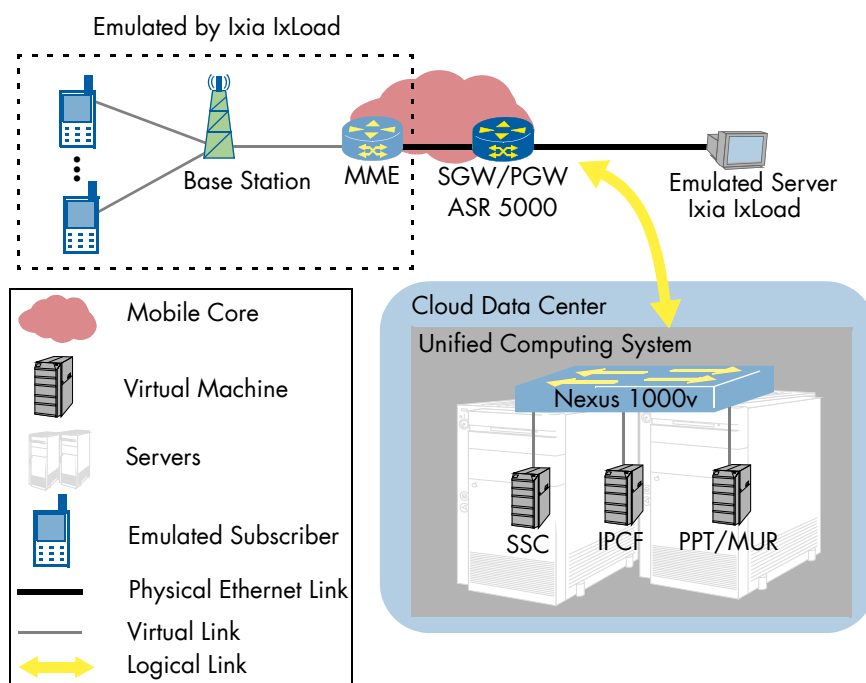 Emulated by Ixia IxLoad
Base Station
MME
SGW/PGW
ASR 5000
Emulated Server
Ixia IxLoad
Mobile Core
Virtual Machine
Servers
Emulated Subscriber
Physical Ethernet Link
Virtual Link
Logical Link
Cloud Data Center
Unified Computing System
Nexus 1000v
SSC
IPCF
PPT/MUR